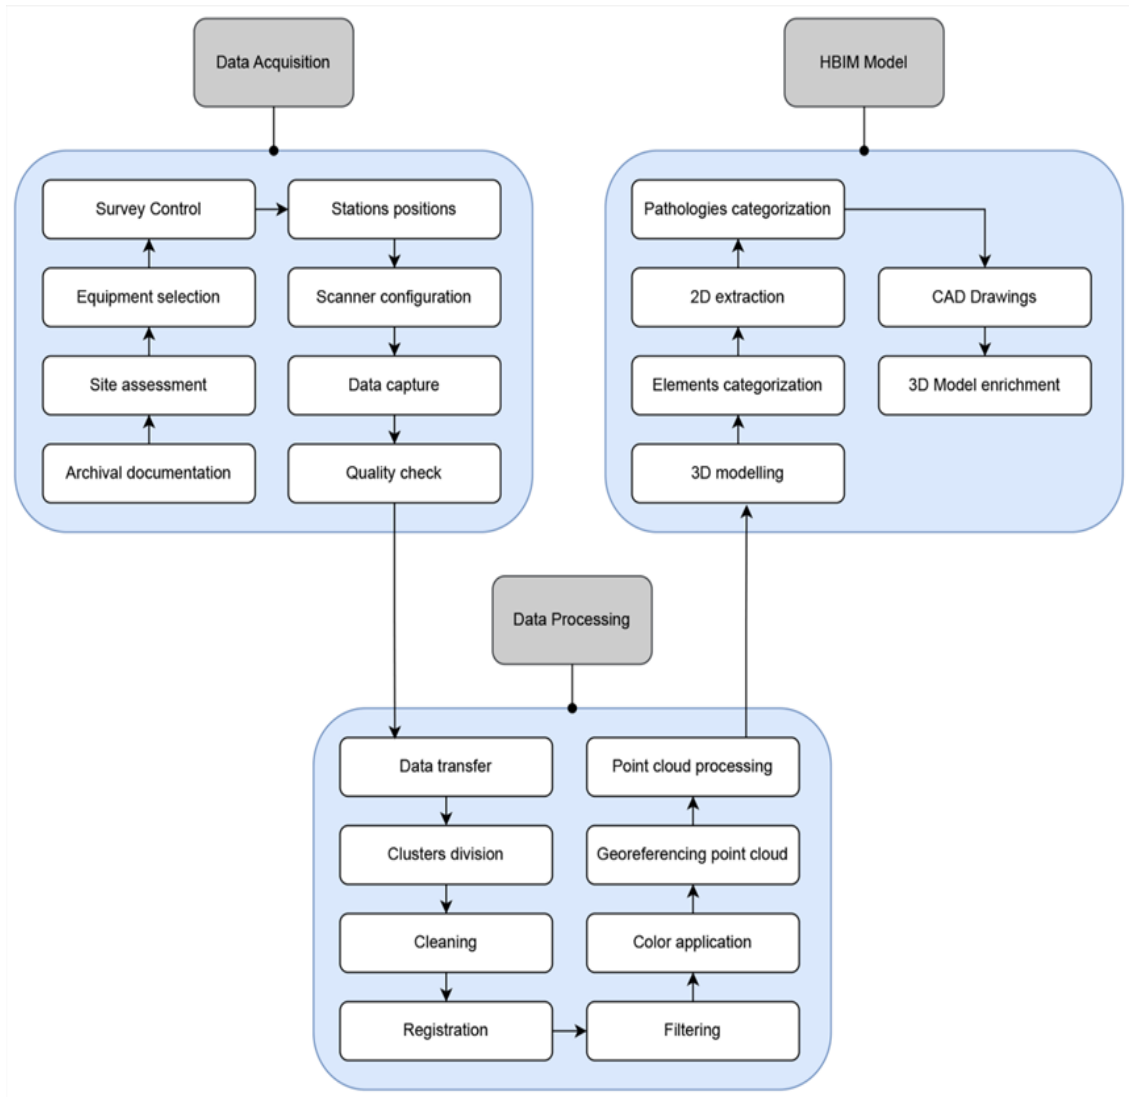 Data Acquisition
Survey Control
Stations positions
Equipment selection
Scanner configuration
Site assessment
Data capture
Archival documentation
Quality check
HBIM Model
Pathologies categorization
2D extraction
CAD Drawings
Elements categorization
3D Model enrichment
3D modelling
Data Processing
Data transfer
Point cloud processing
Clusters division
Georeferencing point cloud
Cleaning
Color application
Registration
Filtering